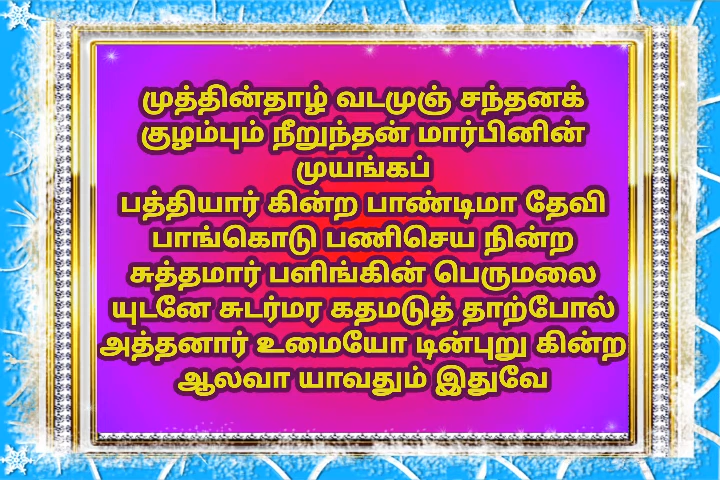 முத்தின்தாழ் வடமுஞ் சந்தனக்
குழம்பும் நீறுந்தன் மார்பினின்
முயங்கப்
பத்தியார் கின்ற பாண்டிமா தேவி
பாங்கொடு பணிசெய நின்ற
சுத்தமார் பளிங்கின் பெருமலை
யுடனே சுடர்மர கதமடுத் தாற்போல்
அத்தனார் உமையோ டின்புறு கின்ற
ஆலவா யாவதும் இதுவே